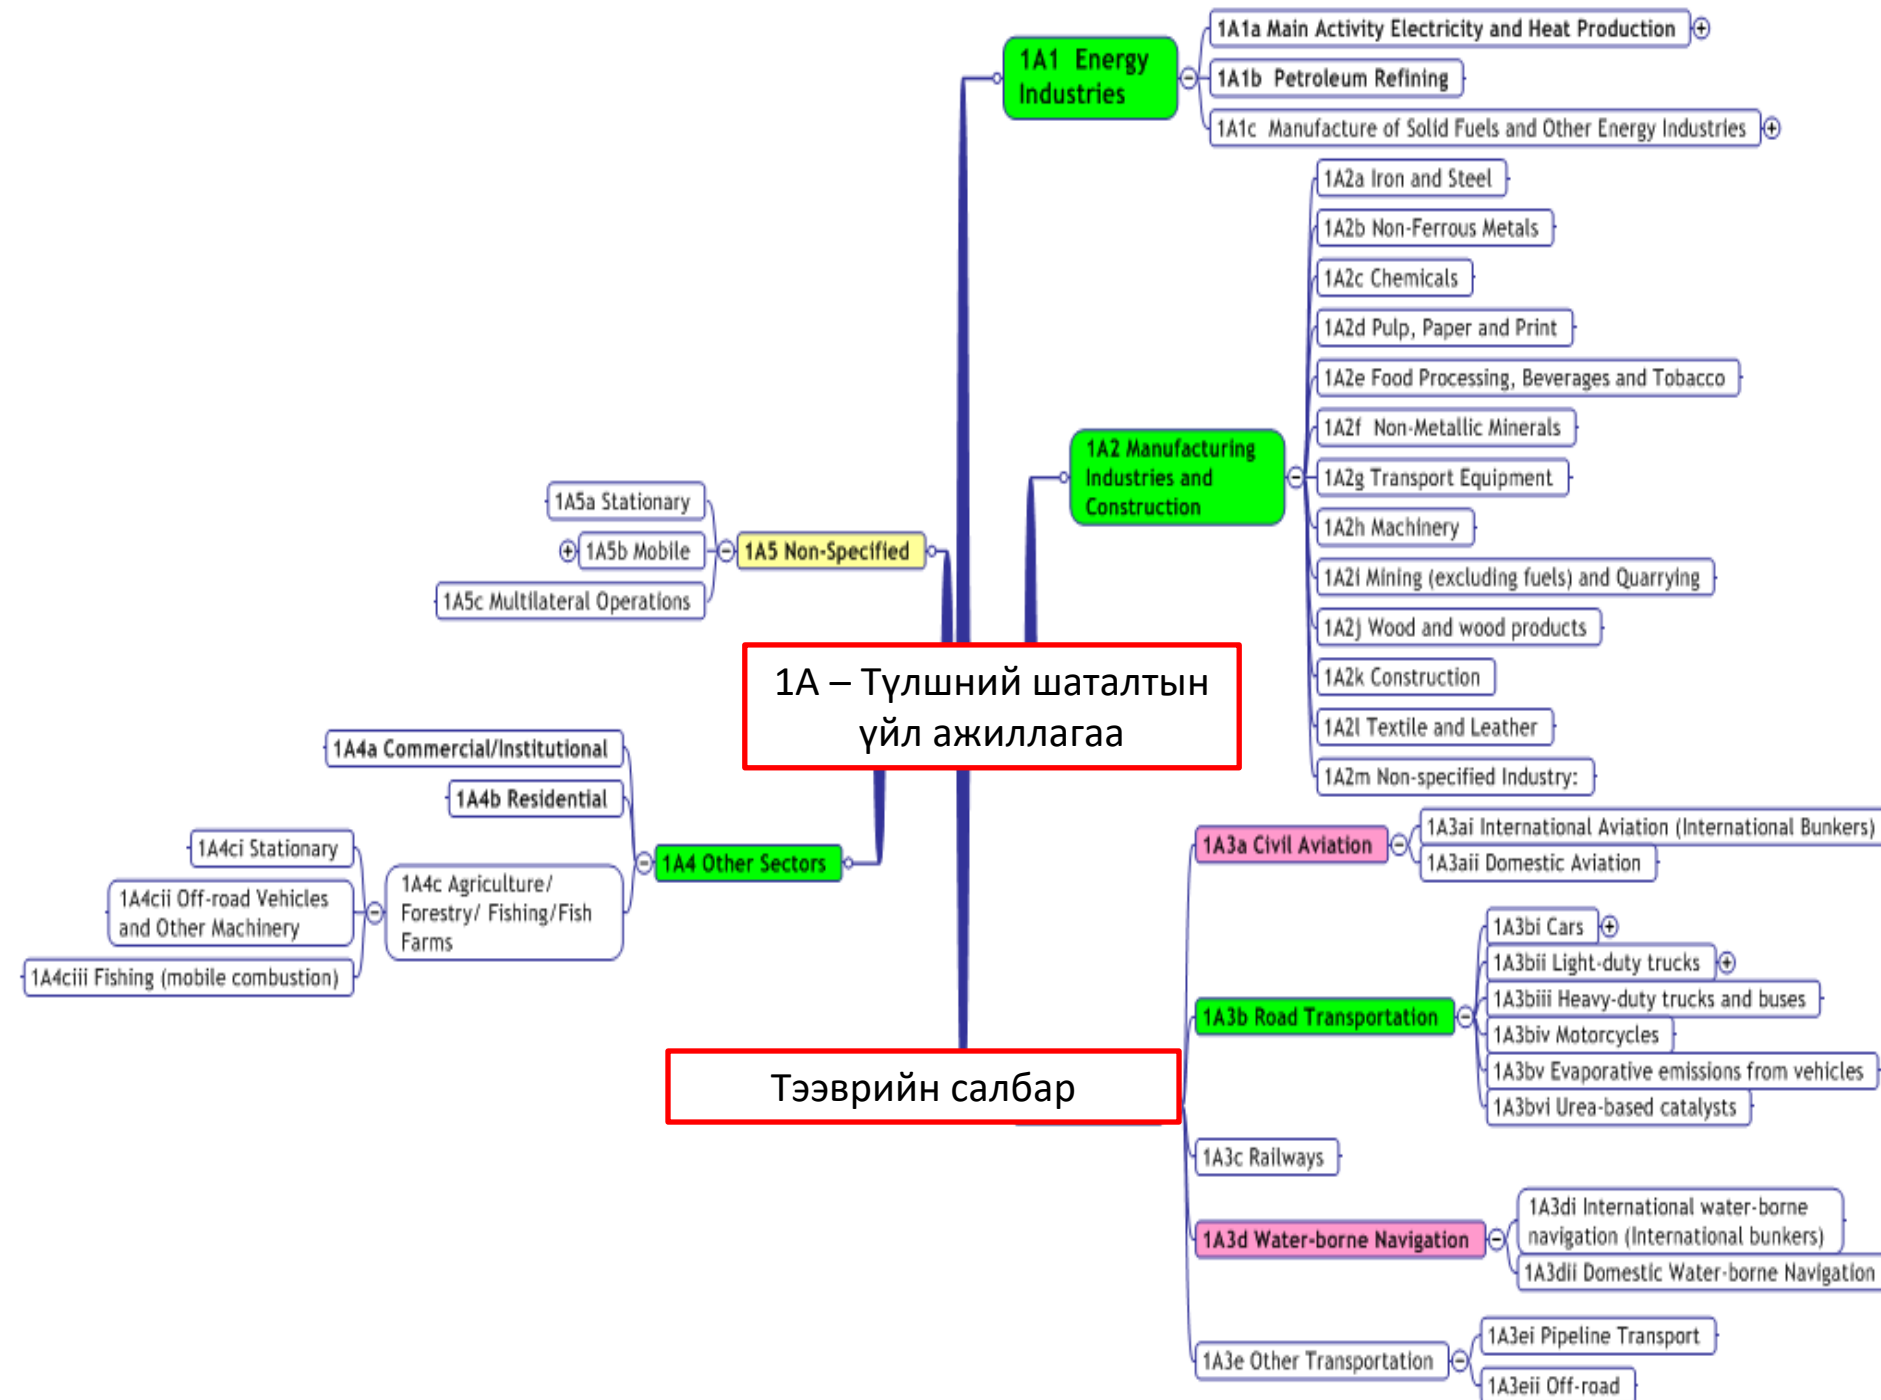 1A1 Energy
Industries
1A1a Main Activity Electricity and Heat Production
1A1b Petroleum Refining
1A1c Manufacture of Solid Fuels and Other Energy Industries
1A2 Manufacturing
Industries and
Construction
1A2a Iron and Steel
1A2b Non-Ferrous Metals
1A2c Chemicals
1A2d Pulp, Paper and Print
1A2e Food Processing, Beverages and Tobacco
1A2f Non-Metallic Minerals
1A2g Transport Equipment
1A2h Machinery
1A2i Mining (excluding fuels) and Quarrying
1A2j Wood and wood products
1A2k Construction
1A2l Textile and Leather
1A2m Non-specified Industry:
1A5a Stationary
1A5b Mobile
1A5c Multilateral Operations
1A5 Non-Specified
1A – Түлшний шаталтын
үйл ажиллагаа
1A4a Commercial/Institutional
1A4b Residential
1A4 Other Sectors
1A4c Agriculture/
Forestry/ Fishing/Fish
Farms
1A4ci Stationary
1A4cii Off-road Vehicles
and Other Machinery
1A4ciii Fishing (mobile combustion)
Тээврийн салбар
1A3a Civil Aviation
1A3ai International Aviation (International Bunkers)
1A3aii Domestic Aviation
1A3b Road Transportation
1A3bi Cars
1A3bii Light-duty trucks
1A3biii Heavy-duty trucks and buses
1A3biv Motorcycles
1A3bv Evaporative emissions from vehicles
1A3bvi Urea-based catalysts
1A3c Railways
1A3d Water-borne Navigation
1A3di International water-borne
navigation (International bunkers)
1A3dii Domestic Water-borne Navigation
1A3e Other Transportation
1A3ei Pipeline Transport
1A3eii Off-road